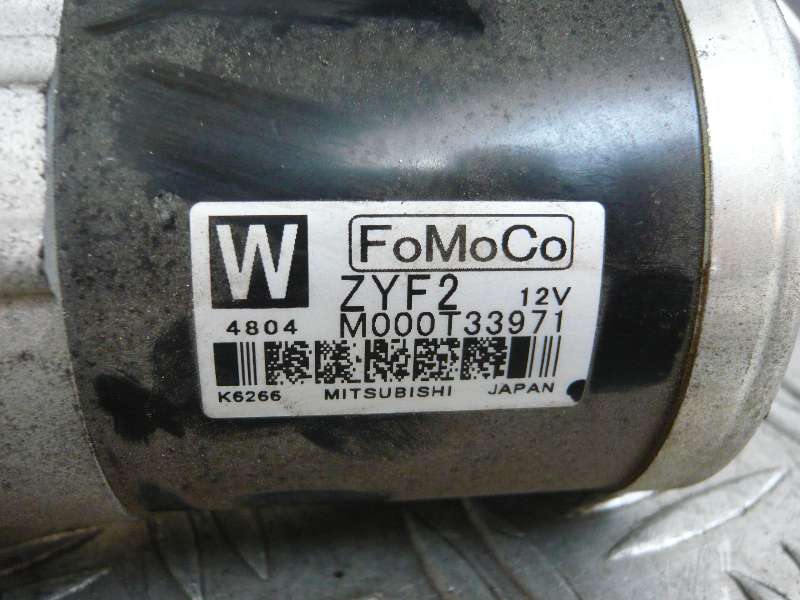 W FoMoCo
ZYF2 12V
4804 M000T33971
K6266 MITSUBISHI JAPAN